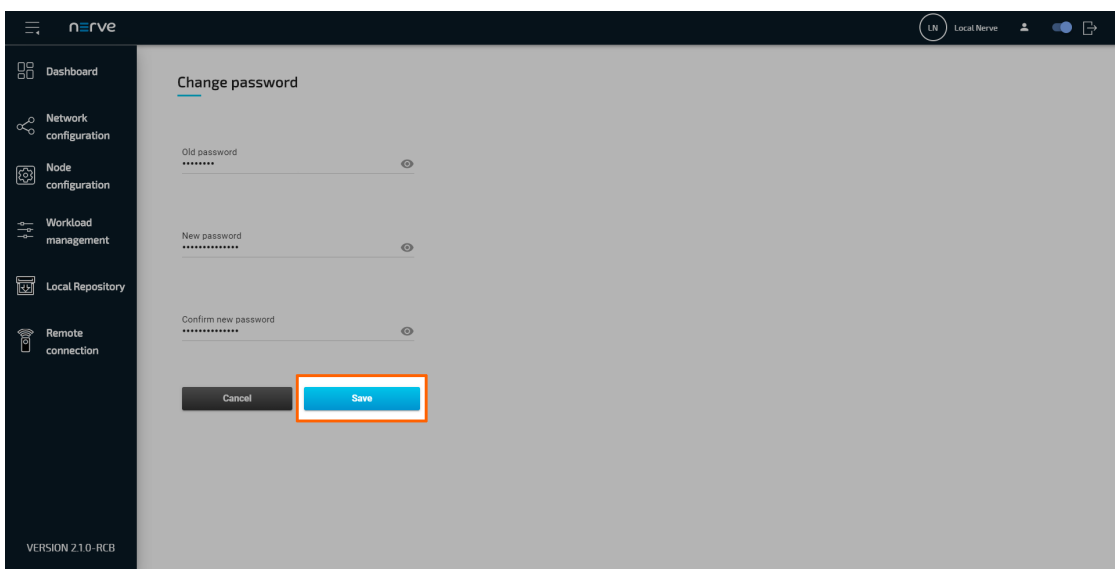 nerve
LN Local Nerve
Dashboard
Network
configuration
Node
configuration
Workload
management
Local Repository
Remote
connection
VERSION 2.1.0-RCB
Change password
Old password
••••••••
New password
••••••••••••••
Confirm new password
••••••••••••••
Cancel
Save